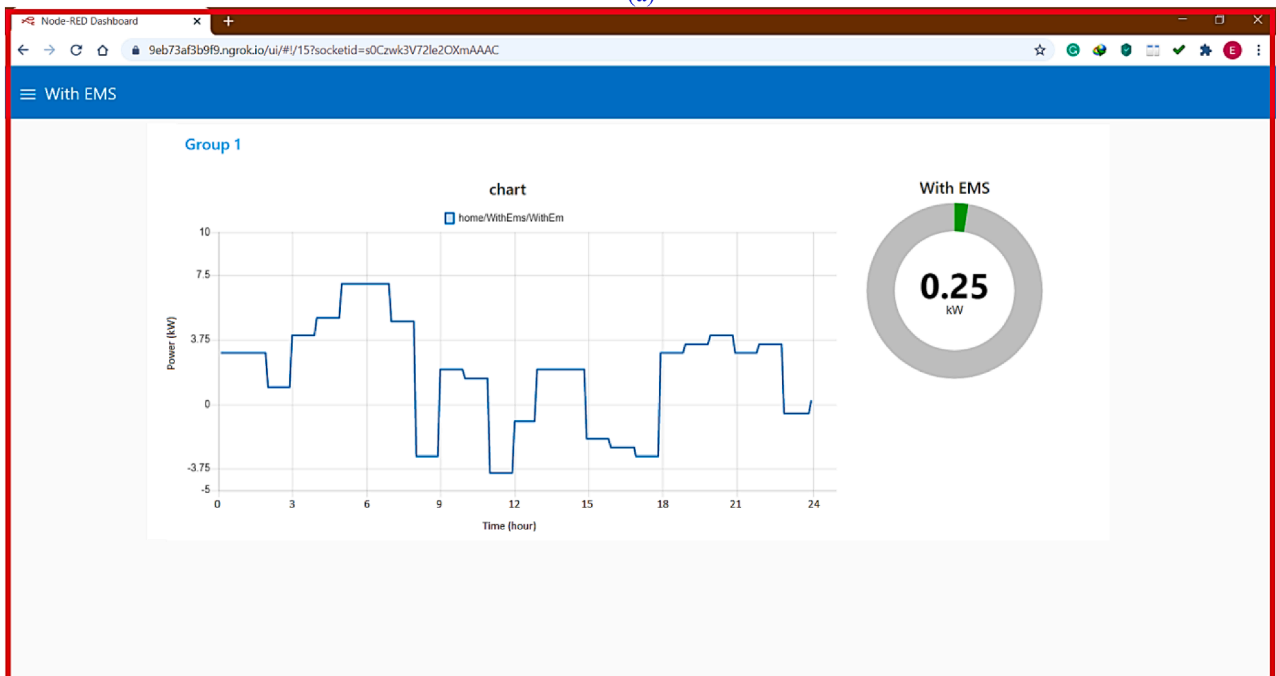 (a)
Node-RED Dashboard
9eb73af3b9f9.ngrok.io/ui/#!/15?socketid=s0Czwk3V72le2OXmAAAC
E
With EMS
Group 1
chart
home/WithEms/WithEm
10
7.5
3.75
0
-3.75
-5
Power (kW)
0 3 6 9 12 15 18 21 24
Time (hour)
With EMS
0.25
kW